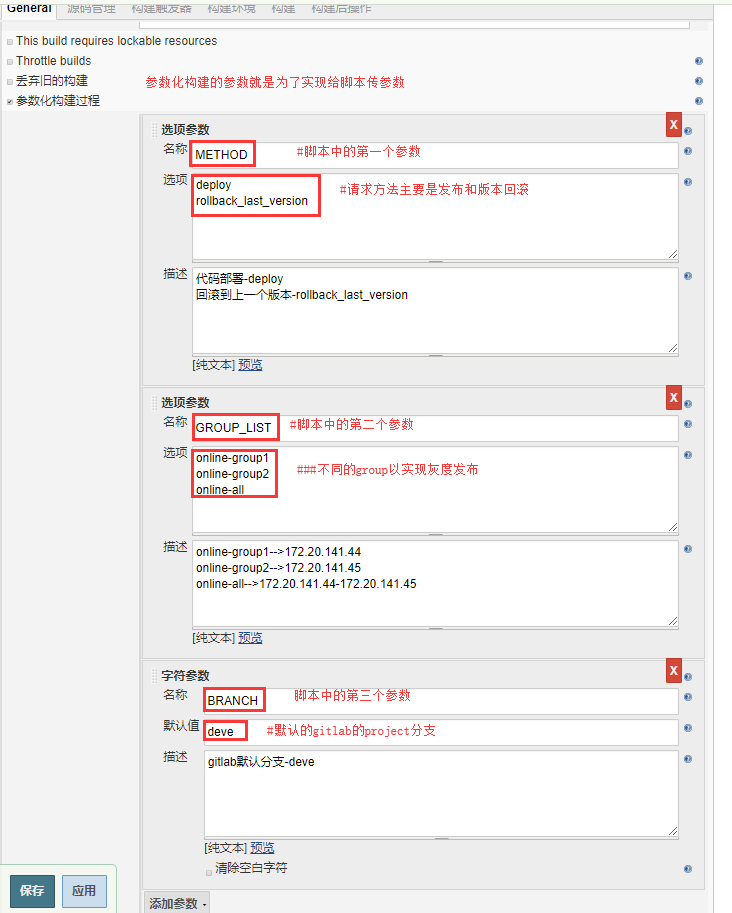 General 源码管理 构建触发器 构建环境 构建 构建后操作
This build requires lockable resources
Throttle builds
丢弃旧的构建 参数化构建的参数就是为了实现给脚本传参数
参数化构建过程
选项参数 X
名称 METHOD #脚本中的第一个参数
选项 deploy #请求方法主要是发布和版本回滚
rollback_last_version
描述 代码部署-deploy
回滚到上一个版本-rollback_last_version
[纯文本] 预览
选项参数 X
名称 GROUP_LIST #脚本中的第二个参数
选项 online-group1
online-group2 ###不同的group以实现灰度发布
online-all
描述 online-group1-->172.20.141.44
online-group2-->172.20.141.45
online-all-->172.20.141.44-172.20.141.45
[纯文本] 预览
字符参数 X
名称 BRANCH 脚本中的第三个参数
默认值 deve #默认的gitlab的project分支
描述 gitlab默认分支-deve
[纯文本] 预览
清除空白字符
保存 应用
添加参数